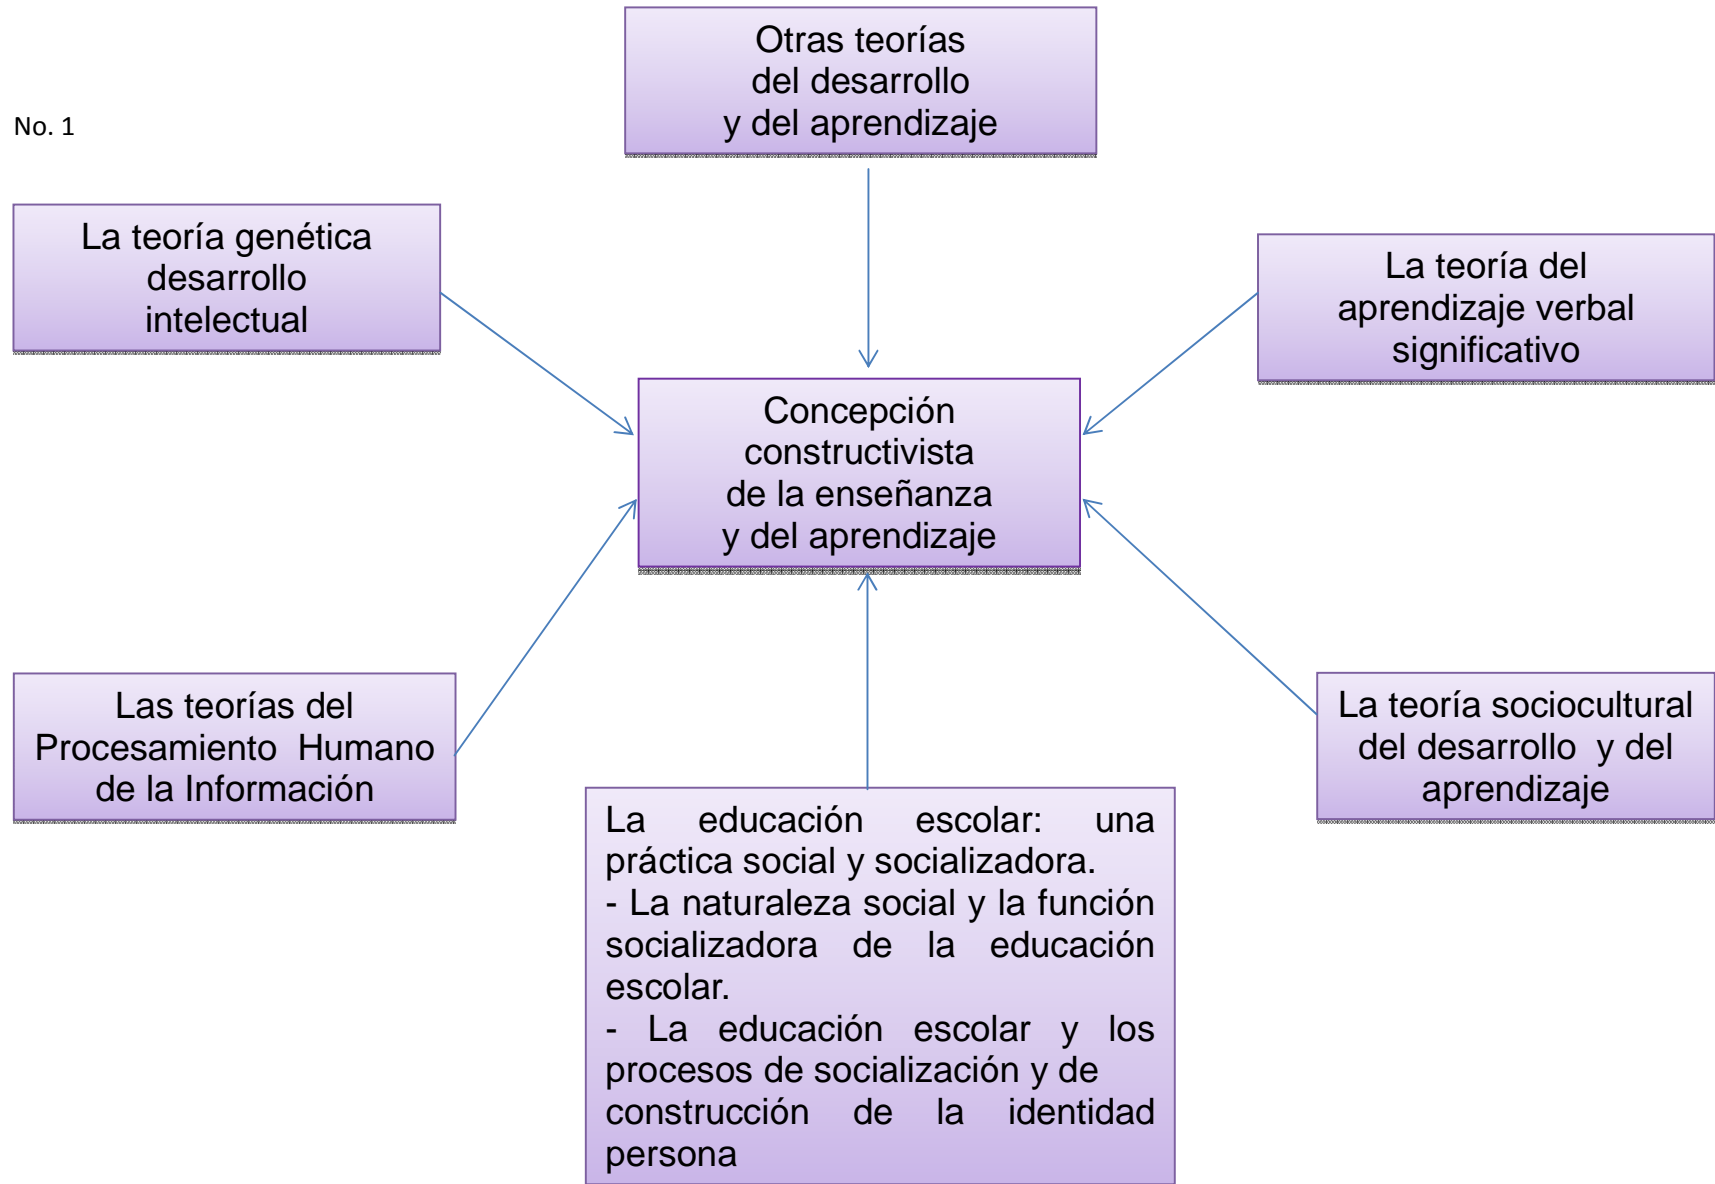 Otras teorías
del desarrollo
y del aprendizaje
No. 1
La teoría genética
desarrollo
intelectual
La teoría del
aprendizaje verbal
significativo
Concepción
constructivista
de la enseñanza
y del aprendizaje
Las teorías del
Procesamiento Humano
de la Información
La teoría sociocultural
del desarrollo y del
aprendizaje
La educación escolar: una
práctica social y socializadora.
- La naturaleza social y la función
socializadora de la educación
escolar.
- La educación escolar y los
procesos de socialización y de
construcción de la identidad
persona